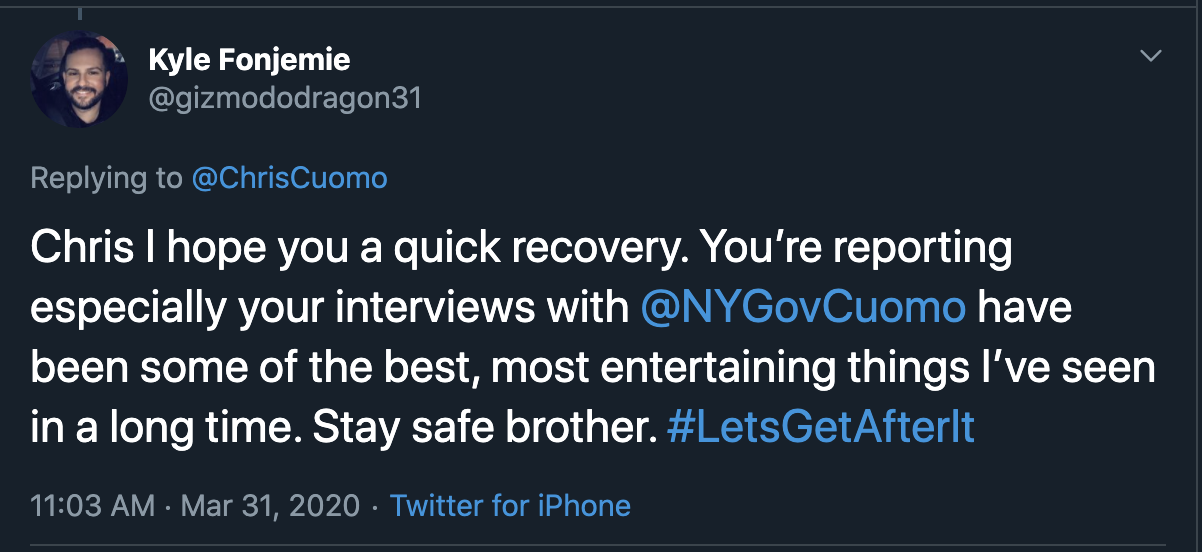 Kyle Fonjemie
@gizmododragon31
Replying to @ChrisCuomo
Chris I hope you a quick recovery. You’re reporting
especially your interviews with @NYGovCuomo have
been some of the best, most entertaining things I’ve seen
in a long time. Stay safe brother. #LetsGetAfterIt
11:03 AM · Mar 31, 2020 · Twitter for iPhone